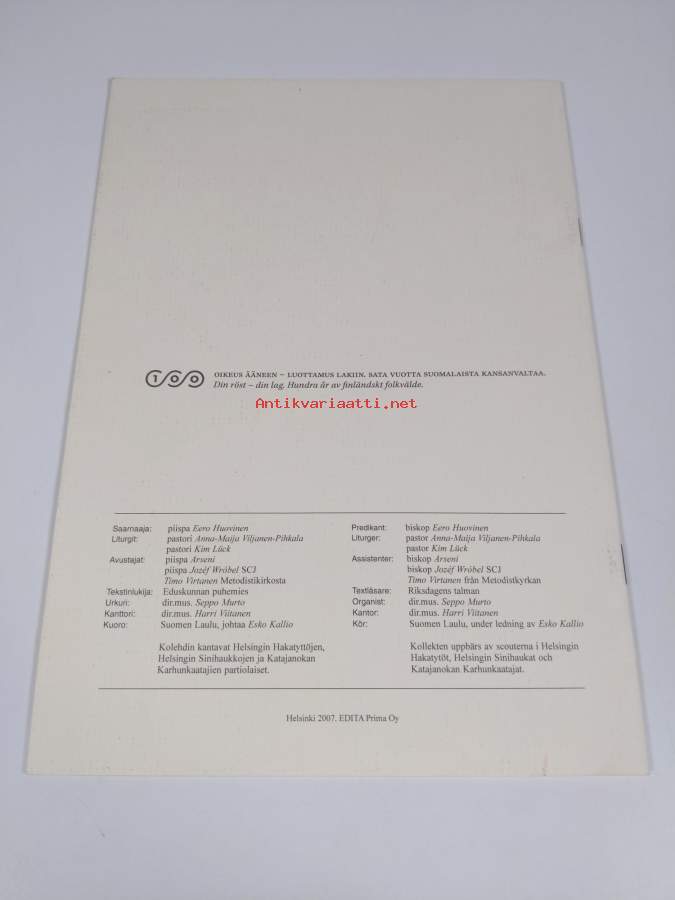 100 OIKEUS ÄÄNEEN – LUOTTAMUS LAKIIN. SATA VUOTTA SUOMALAISTA KANSANVALTAA.
Din röst – din lag. Hundra år av finländskt folkvälde.
Antikvariaatti.net
Saarnaaja: piispa Eero Huovinen
Liturgit: pastori Anna-Maija Viljanen-Pihkala
pastori Kim Lück
Avustajat: piispa Arseni
piispa Jozéf Wróbel SCJ
Timo Virtanen Metodistikirkosta
Tekstinlukija: Eduskunnan puhemies
Urkuri: dir.mus. Seppo Murto
Kanttori: dir.mus. Harri Viitanen
Kuoro: Suomen Laulu, johtaa Esko Kallio
Kolehdin kantavat Helsingin Hakatyttöjen,
Helsingin Sinihaukkojen ja Katajanokan
Karhunkaatajien partiolaiset.
Predikant: biskop Eero Huovinen
Liturger: pastor Anna-Maija Viljanen-Pihkala
pastor Kim Lück
Assistenter: biskop Arseni
biskop Jozéf Wróbel SCJ
Timo Virtanen från Metodistkyrkan
Textläsare: Riksdagens talman
Organist: dir.mus. Seppo Murto
Kantor: dir.mus. Harri Viitanen
Kör: Suomen Laulu, under ledning av Esko Kallio
Kollekten uppbärs av scouterna i Helsingin
Hakatytöt, Helsingin Sinihaukat och
Katajanokan Karhunkaatajat.
Helsinki 2007. EDITA Prima Oy